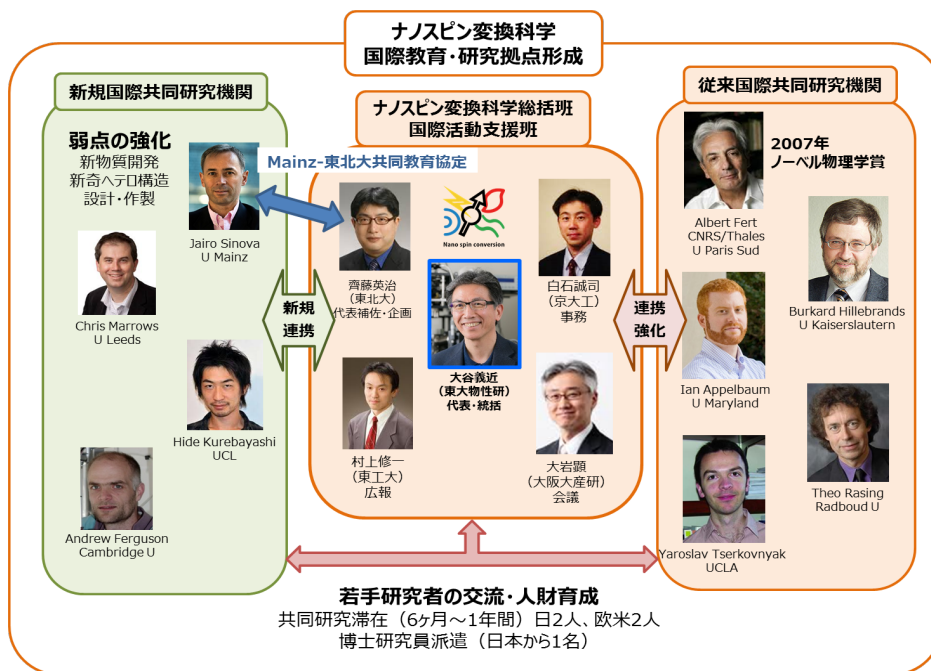 ナノスピン変換科学
国際教育・研究拠点形成
新規国際共同研究機関
弱点の強化
新物質開発
新奇ヘテロ構造
設計・作製
Jairo Sinova
U Mainz
Chris Marrows
U Leeds
Hide Kurebayashi
UCL
Andrew Ferguson
Cambridge U
Mainz-東北大共同教育協定
新規
連携
ナノスピン変換科学総括班
国際活動支援班
齊藤英治
（東北大）
代表補佐・企画
Nano spin conversion
白石誠司
（京大工）
事務
大谷義近
（東大物性研）
代表・統括
村上修一
（東工大）
広報
大岩顕
（大阪大産研）
会議
連携
強化
従来国際共同研究機関
2007年
ノーベル物理学賞
Albert Fert
CNRS/Thales
U Paris Sud
Burkard Hillebrands
U Kaiserslautern
Ian Appelbaum
U Maryland
Theo Rasing
Radboud U
Yaroslav Tserkovnyak
UCLA
若手研究者の交流・人財育成
共同研究滞在（6ヶ月～1年間）日2人、欧米2人
博士研究員派遣（日本から1名）